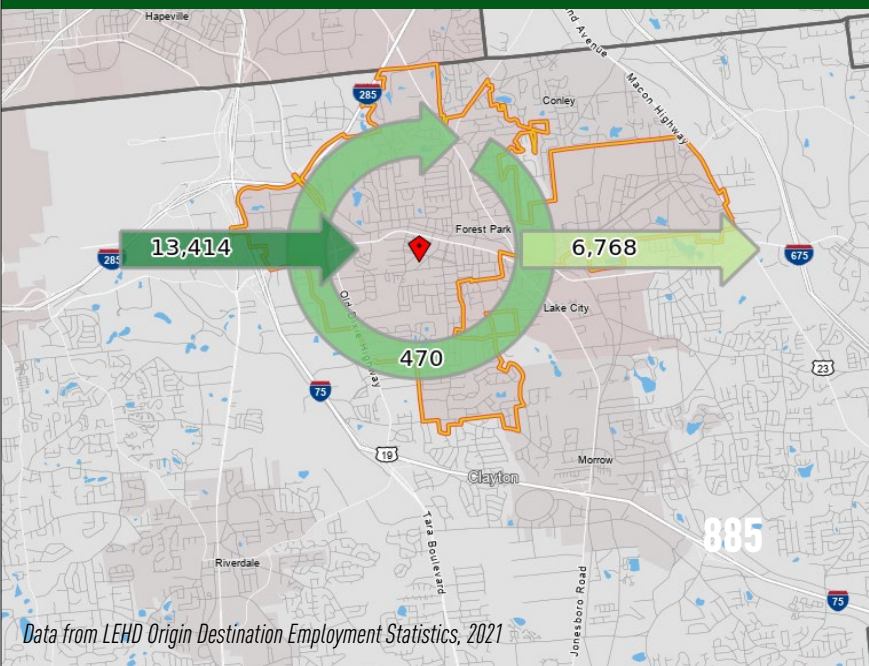 Hapeville
nd Avenue
Macon Highway
285
Conley
Forest Park
13,414
6,768
285
675
Old Dixie Highway
Lake City
470
75
23
19
Morrow
Clayton
885
Riverdale
Tara Boulevard
Jonesboro Road
75
Data from LEHD Origin Destination Employment Statistics, 2021